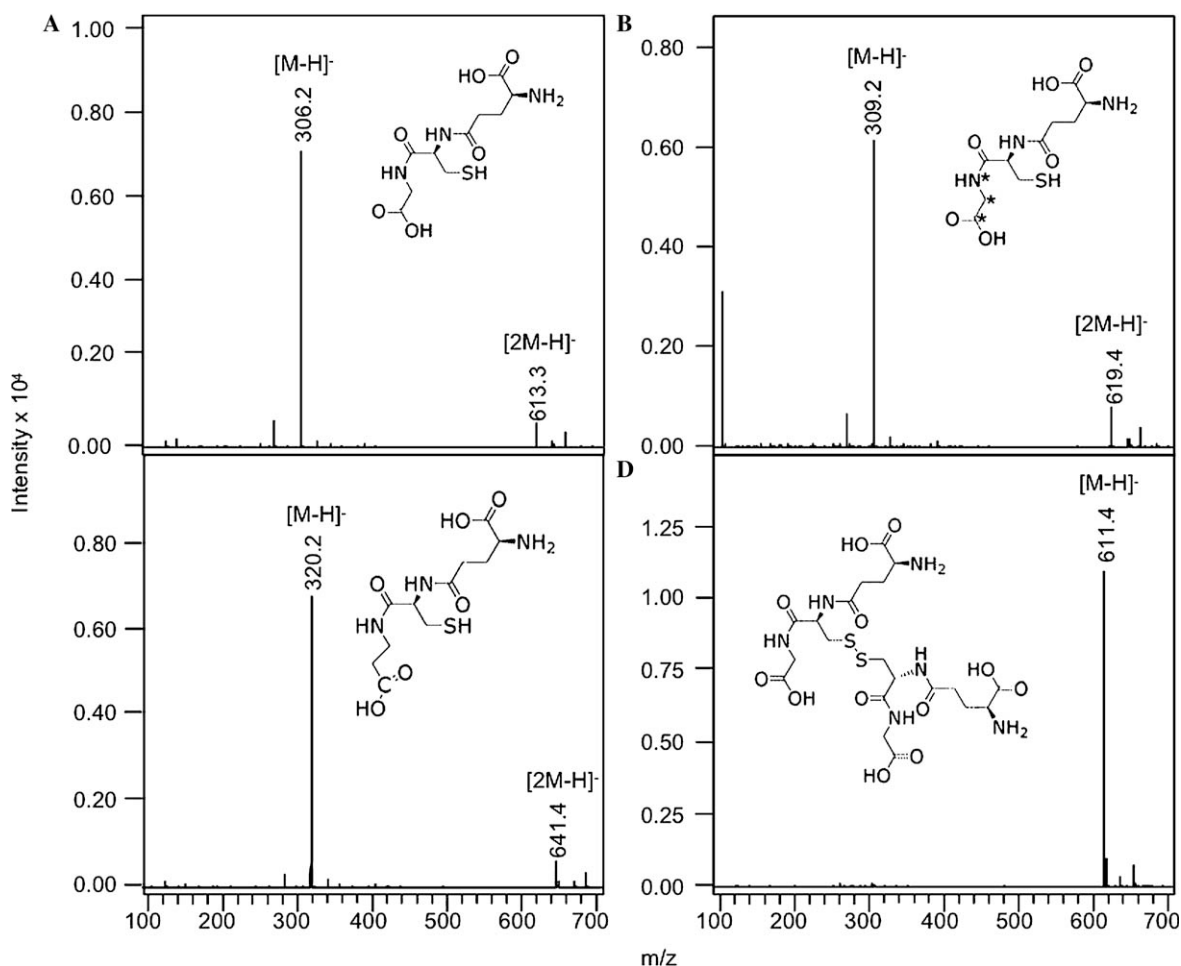 A
1.00
0.80
0.60
0.40
0.20
0.00
[M-H]-
306.2
[2M-H]-
613.3
O
HO
NH2
HN
O
O
SH
HN
O
OH
B
0.80
0.60
0.40
0.20
0.00
[M-H]-
309.2
[2M-H]-
619.4
O
HO
NH2
HN
O
O
SH
HN*
*
O
*
OH
Intensity x 10⁴
0.80
0.60
0.40
0.20
0.00
[M-H]-
320.2
[2M-H]-
641.4
O
HO
NH2
HN
O
O
SH
HN
C
O
HO
100 200 300 400 500 600 700
D
1.25
1.00
0.75
0.50
0.25
0.00
[M-H]-
611.4
O
HO
NH2
HN
O
O
S
S
HN
O
OH
H
N
HO
O
O
O
NH
NH2
O
HO
100 200 300 400 500 600 700
m/z